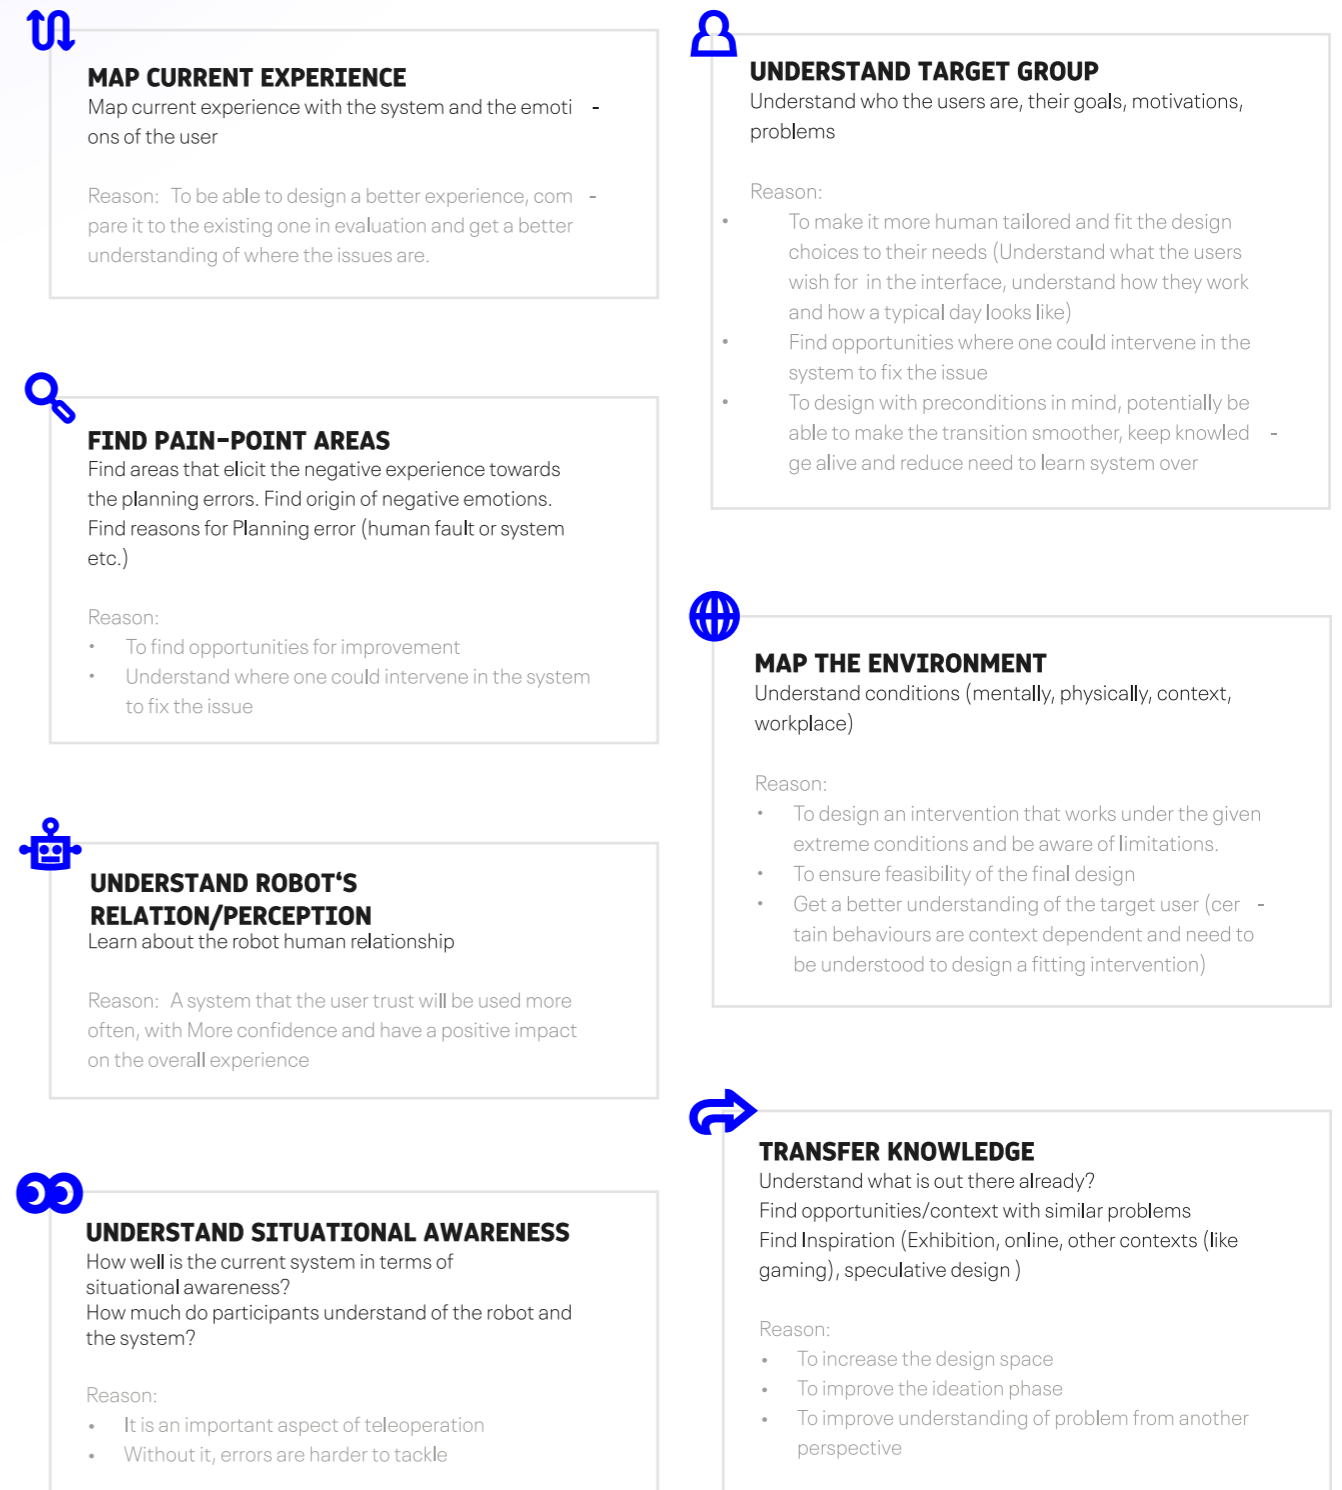 MAP CURRENT EXPERIENCE
Map current experience with the system and the emoti -
ons of the user
Reason: To be able to design a better experience, com -
pare it to the existing one in evaluation and get a better
understanding of where the issues are.
FIND PAIN-POINT AREAS
Find areas that elicit the negative experience towards
the planning errors. Find origin of negative emotions.
Find reasons for Planning error (human fault or system
etc.)
Reason:
• To find opportunities for improvement
• Understand where one could intervene in the system
to fix the issue
UNDERSTAND ROBOT‘S
RELATION/PERCEPTION
Learn about the robot human relationship
Reason: A system that the user trust will be used more
often, with More confidence and have a positive impact
on the overall experience
UNDERSTAND SITUATIONAL AWARENESS
How well is the current system in terms of
situational awareness?
How much do participants understand of the robot and
the system?
Reason:
• It is an important aspect of teleoperation
• Without it, errors are harder to tackle
UNDERSTAND TARGET GROUP
Understand who the users are, their goals, motivations,
problems
Reason:
• To make it more human tailored and fit the design
choices to their needs (Understand what the users
wish for in the interface, understand how they work
and how a typical day looks like)
• Find opportunities where one could intervene in the
system to fix the issue
• To design with preconditions in mind, potentially be
able to make the transition smoother, keep knowled -
ge alive and reduce need to learn system over
MAP THE ENVIRONMENT
Understand conditions (mentally, physically, context,
workplace)
Reason:
• To design an intervention that works under the given
extreme conditions and be aware of limitations.
• To ensure feasibility of the final design
• Get a better understanding of the target user (cer -
tain behaviours are context dependent and need to
be understood to design a fitting intervention)
TRANSFER KNOWLEDGE
Understand what is out there already?
Find opportunities/context with similar problems
Find Inspiration (Exhibition, online, other contexts (like
gaming), speculative design )
Reason:
• To increase the design space
• To improve the ideation phase
• To improve understanding of problem from another
perspective